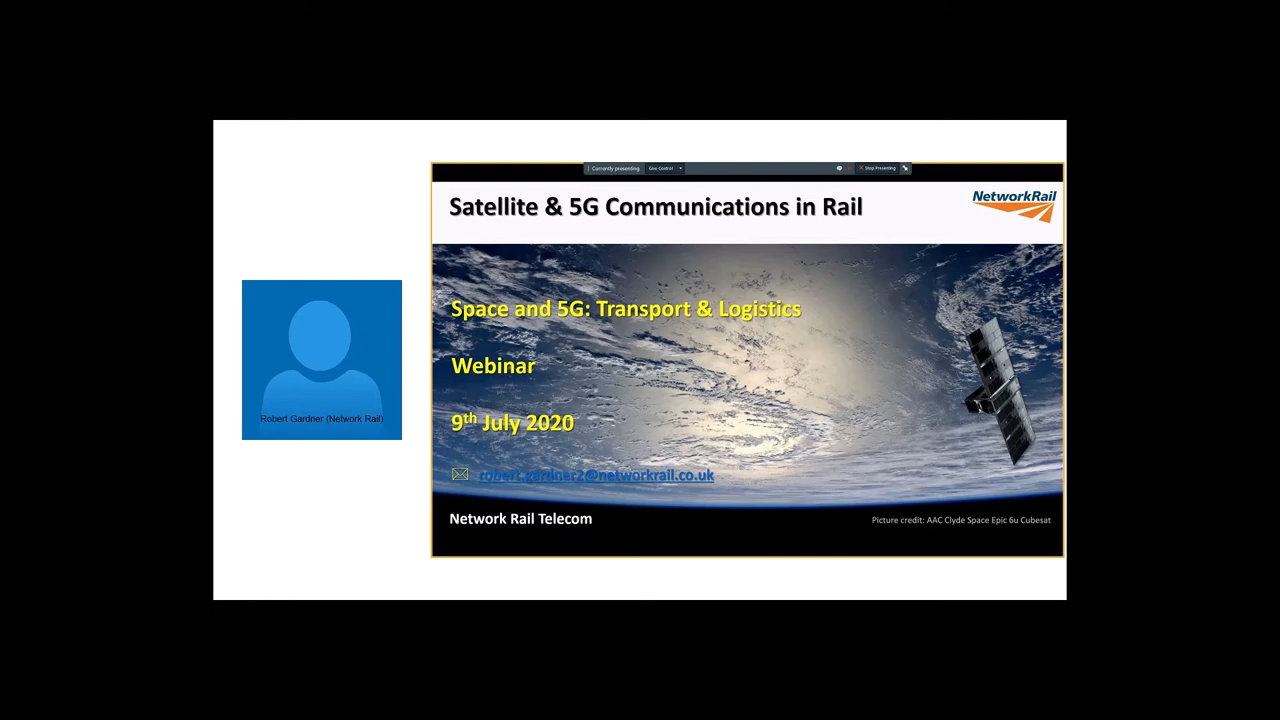 Currently presenting
Give Control
Stop Presenting
Satellite & 5G Communications in Rail
NetworkRail
Space and 5G: Transport & Logistics
Webinar
9th July 2020
robert.gardner2@networkrail.co.uk
Network Rail Telecom
Picture credit: AAC Clyde Space Epic 6u Cubesat
Robert Gardner (Network Rail)